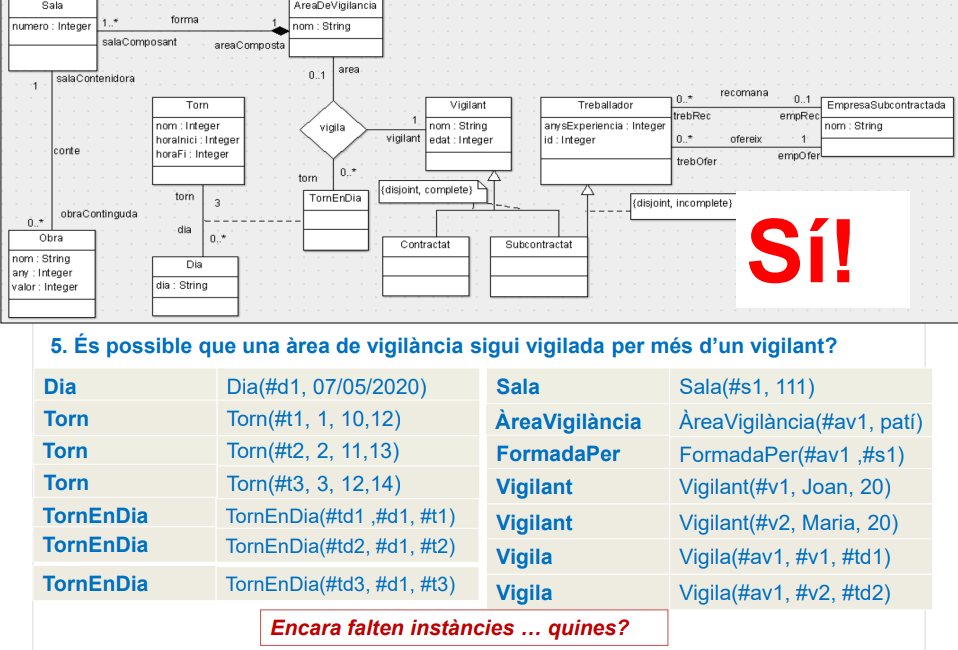 Sala
numero : Integer
1..*
forma
1
salaComposant
areaComposta
AreaDeVigilancia
nom : String
salaContenidora
1
conte
0..*
obraContinguda
Obra
nom : String
any : Integer
valor : Integer
Torn
nom : Integer
horaInici : Integer
horaFi : Integer
torn
3
dia
0..*
Dia
dia : String
0..1
area
vigila
1
vigilant
torn
0..*
TornEnDia
Vigilant
nom : String
edat : Integer
{disjoint, complete}
Contractat
Subcontractat
Treballador
anysExperiencia : Integer
id : Integer
{disjoint, incomplete}
0..*
recomana
0..1
trebRec
empRec
0..*
ofereix
1
trebOfer
empOfer
EmpresaSubcontractada
nom : String
Sí!
5. És possible que una àrea de vigilància sigui vigilada per més d’un vigilant?
Dia Dia(#d1, 07/05/2020)
Torn Torn(#t1, 1, 10,12)
Torn Torn(#t2, 2, 11,13)
Torn Torn(#t3, 3, 12,14)
TornEnDia TornEnDia(#td1 ,#d1, #t1)
TornEnDia TornEnDia(#td2, #d1, #t2)
TornEnDia TornEnDia(#td3, #d1, #t3)
Sala Sala(#s1, 111)
ÀreaVigilància ÀreaVigilància(#av1, patí)
FormadaPer FormadaPer(#av1 ,#s1)
Vigilant Vigilant(#v1, Joan, 20)
Vigilant Vigilant(#v2, Maria, 20)
Vigila Vigila(#av1, #v1, #td1)
Vigila Vigila(#av1, #v2, #td2)
Encara falten instàncies … quines?